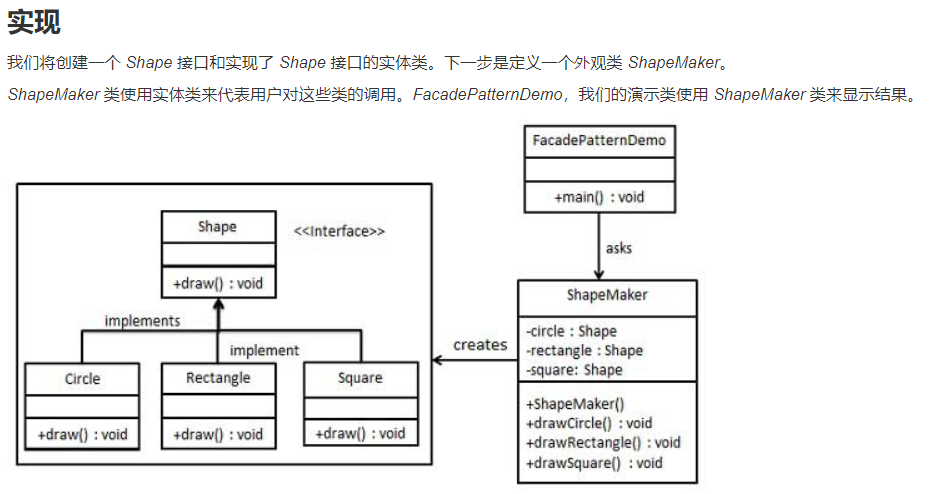 实现
我们将创建一个 Shape 接口和实现了 Shape 接口的实体类。下一步是定义一个外观类 ShapeMaker。
ShapeMaker 类使用实体类来代表用户对这些类的调用。FacadePatternDemo，我们的演示类使用 ShapeMaker 类来显示结果。
FacadePatternDemo
+main() : void
asks
Shape
<<Interface>>
+draw() : void
implements
implement
Circle
+draw() : void
Rectangle
+draw() : void
Square
+draw() : void
creates
ShapeMaker
-circle : Shape
-rectangle : Shape
-square: Shape
+ShapeMaker()
+drawCircle() : void
+drawRectangle() : void
+drawSquare() : void